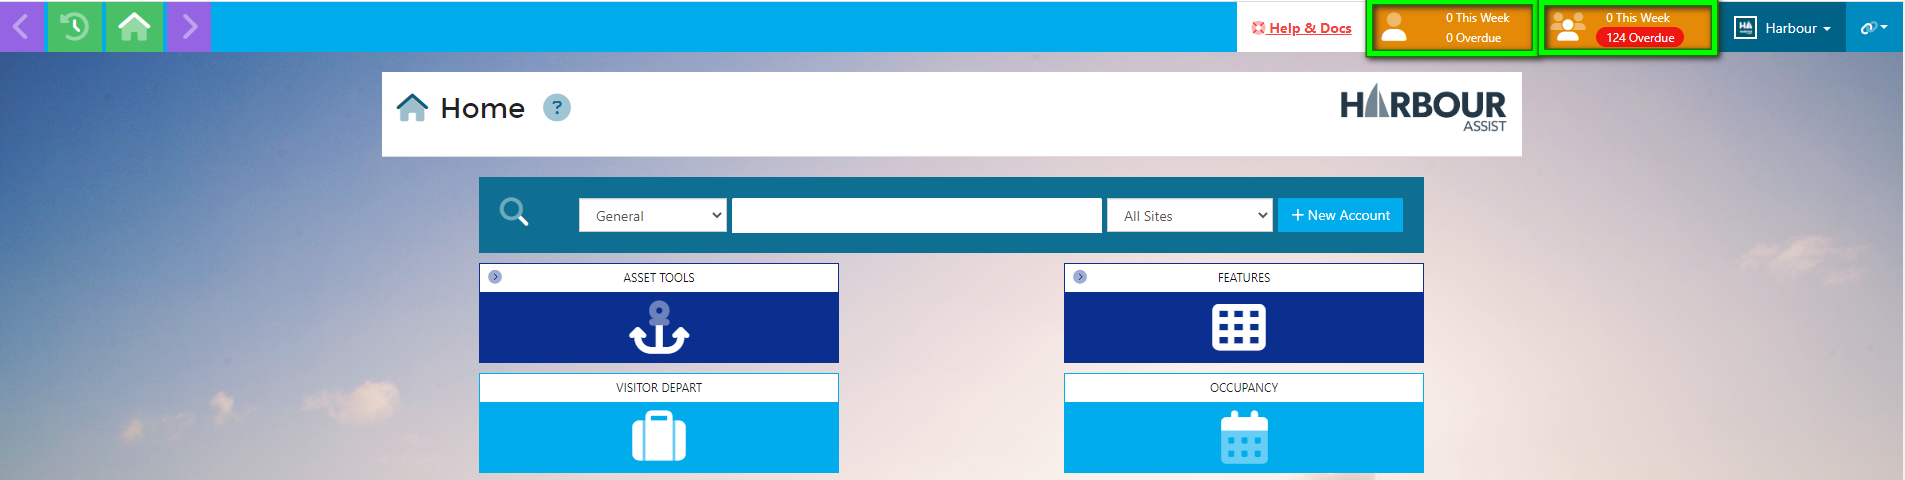 Help & Docs
0 This Week
0 Overdue
0 This Week
124 Overdue
HA
Harbour
Home ?
HARBOUR
ASSIST
General
All Sites
+ New Account
ASSET TOOLS
FEATURES
VISITOR DEPART
OCCUPANCY